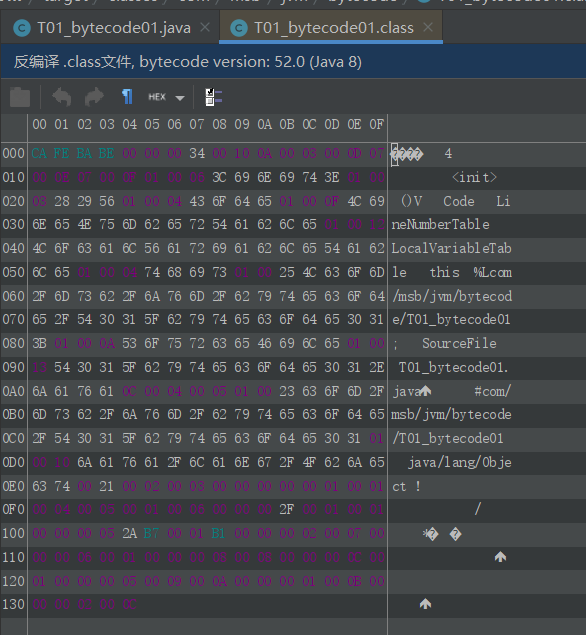 target classes com msb jvm bytecode
T01_bytecode01.java T01_bytecode01.class
反编译 .class文件, bytecode version: 52.0 (Java 8)
HEX
00 01 02 03 04 05 06 07 08 09 0A 0B 0C 0D 0E 0F
000 CA FE BA BE 00 00 00 34 00 10 0A 00 03 00 0D 07 ���� 4
010 00 0E 07 00 0F 01 00 06 3C 69 6E 69 74 3E 01 00 <init>
020 03 28 29 56 01 00 04 43 6F 64 65 01 00 0F 4C 69 ()V Code Li
030 6E 65 4E 75 6D 62 65 72 54 61 62 6C 65 01 00 12 neNumberTable
040 4C 6F 63 61 6C 56 61 72 69 61 62 6C 65 54 61 62 LocalVariableTab
050 6C 65 01 00 04 74 68 69 73 01 00 25 4C 63 6F 6D le this %Lcom
060 2F 6D 73 62 2F 6A 76 6D 2F 62 79 74 65 63 6F 64 /msb/jvm/bytecod
070 65 2F 54 30 31 5F 62 79 74 65 63 6F 64 65 30 31 e/T01_bytecode01
080 3B 01 00 0A 53 6F 75 72 63 65 46 69 6C 65 01 00 ; SourceFile
090 54 30 31 5F 62 79 74 65 63 6F 64 65 30 31 2E T01_bytecode01.
0A0 6A 61 76 61 0C 00 04 00 05 01 00 23 63 6F 6D 2F java #com/
0B0 6D 73 62 2F 6A 76 6D 2F 62 79 74 65 63 6F 64 65 msb/jvm/bytecode
0C0 2F 54 30 31 5F 62 79 74 65 63 6F 64 65 30 31 01 /T01_bytecode01
0D0 00 10 6A 61 76 61 2F 6C 61 6E 67 2F 4F 62 6A 65 java/lang/Obje
0E0 63 74 00 21 00 02 00 03 00 00 00 00 00 01 00 01 ct !
0F0 00 04 00 05 00 01 00 06 00 00 00 2F 00 01 00 01 /
100 00 00 00 05 2A B7 00 01 B1 00 00 00 02 00 07 00 *� �
110 00 00 06 00 01 00 00 00 03 00 08 00 00 00 0C 00
120 01 00 00 00 05 00 09 00 0A 00 00 00 01 00 0B 00
130 00 00 02 00 0C